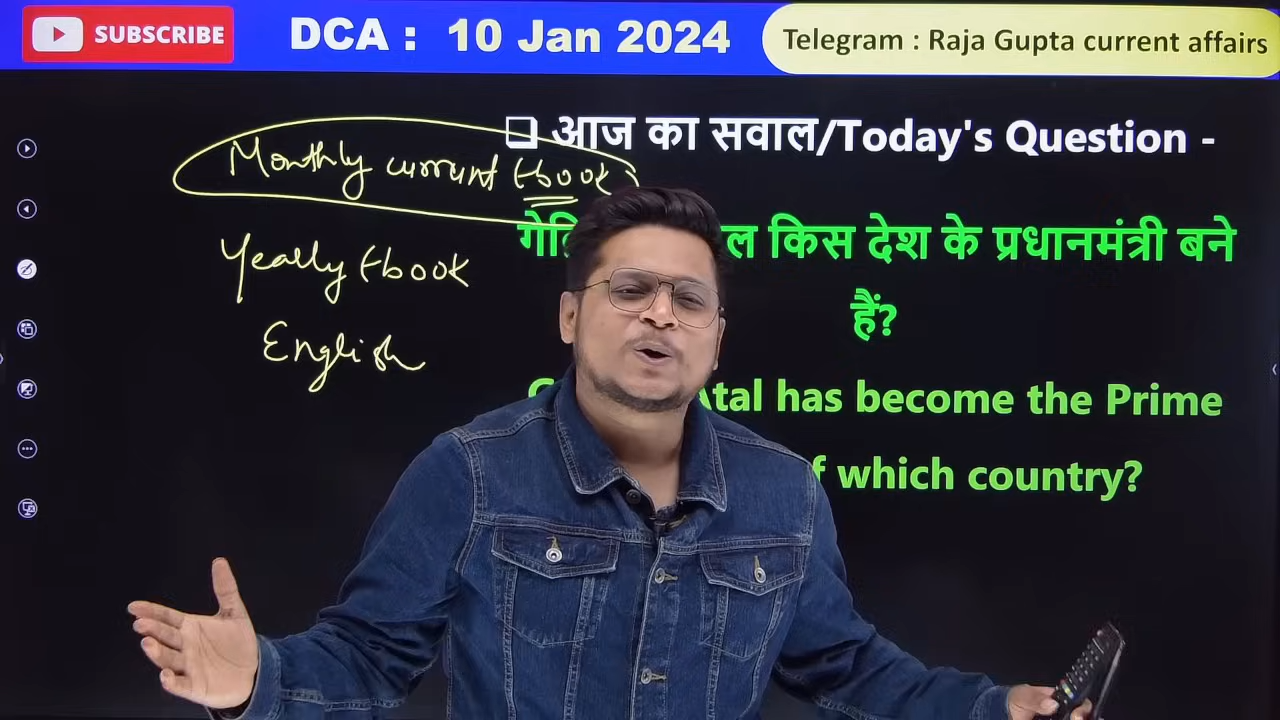 SUBSCRIBE
DCA : 10 Jan 2024
Telegram : Raja Gupta current affairs
आज का सवाल/Today's Question -
Monthly current Ebook
Yearly Ebook
English
किस देश के प्रधानमंत्री बने
हैं?
Atal has become the Prime
which country?